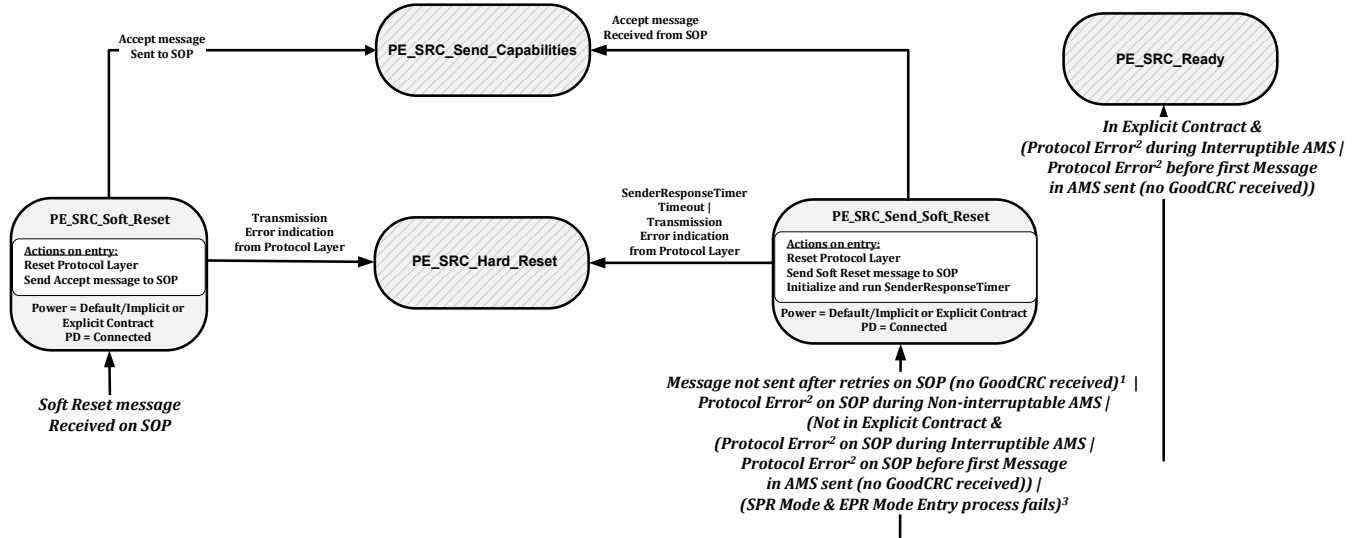 Accept message
Sent to SOP
PE_SRC_Send_Capabilities
Accept message
Received from SOP
PE_SRC_Ready
In Explicit Contract &
(Protocol Error² during Interruptible AMS |
Protocol Error² before first Message
in AMS sent (no GoodCRC received))
PE_SRC_Soft_Reset
Actions on entry:
Reset Protocol Layer
Send Accept message to SOP
Power = Default/Implicit or
Explicit Contract
PD = Connected
Transmission
Error indication
from Protocol Layer
PE_SRC_Hard_Reset
SenderResponseTimer
Timeout |
Transmission
Error indication
from Protocol Layer
PE_SRC_Send_Soft_Reset
Actions on entry:
Reset Protocol Layer
Send Soft Reset message to SOP
Initialize and run SenderResponseTimer
Power = Default/Implicit or Explicit Contract
PD = Connected
Soft Reset message
Received on SOP
Message not sent after retries on SOP (no GoodCRC received)¹ |
Protocol Error² on SOP during Non-interruptable AMS |
(Not in Explicit Contract &
(Protocol Error² on SOP during Interruptible AMS |
Protocol Error² on SOP before first Message
in AMS sent (no GoodCRC received)) |
(SPR Mode & EPR Mode Entry process fails)³